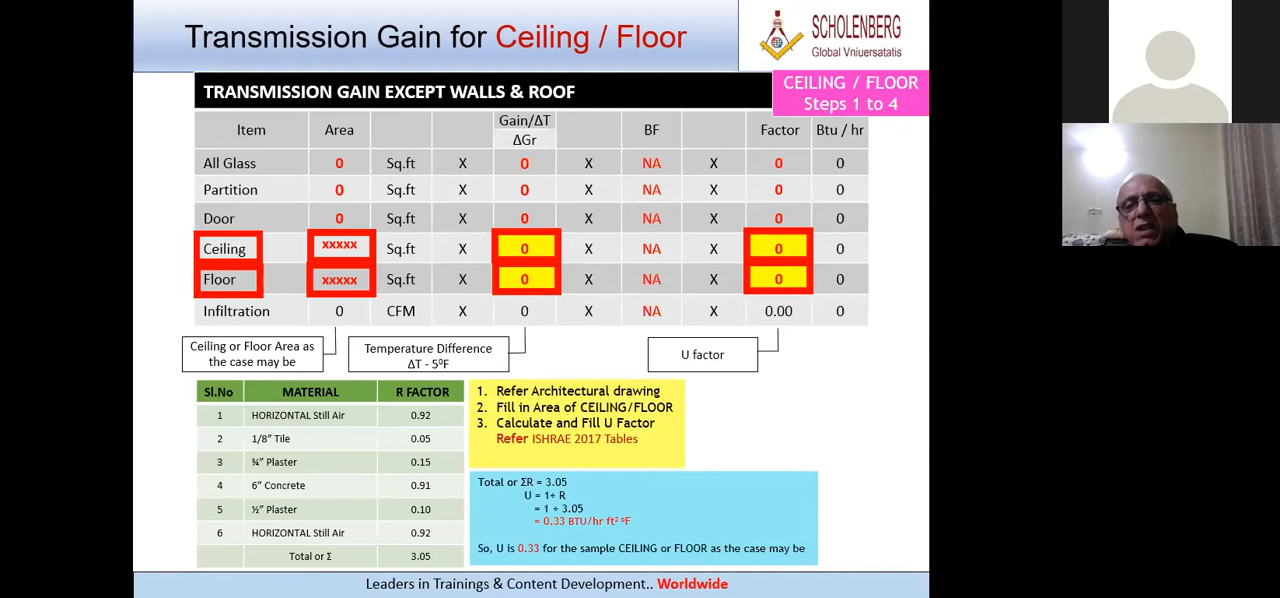 Transmission Gain for Ceiling / Floor
SCHOLENBERG
Global Vniuersatatis
TRANSMISSION GAIN EXCEPT WALLS & ROOF
CEILING / FLOOR
Steps 1 to 4
Item Area Gain/ΔT ΔGr BF Factor Btu / hr
All Glass 0 Sq.ft X 0 X NA X 0 0
Partition 0 Sq.ft X 0 X NA X 0 0
Door 0 Sq.ft X 0 X NA X 0 0
Ceiling xxxxx Sq.ft X 0 X NA X 0 0
Floor xxxxx Sq.ft X 0 X NA X 0 0
Infiltration 0 CFM X 0 X NA X 0.00 0
Ceiling or Floor Area as
the case may be
Temperature Difference
ΔT - 5⁰F
U factor
Sl.No MATERIAL R FACTOR
1 HORIZONTAL Still Air 0.92
2 1/8” Tile 0.05
3 ¾” Plaster 0.15
4 6” Concrete 0.91
5 ½” Plaster 0.10
6 HORIZONTAL Still Air 0.92
Total or Σ 3.05
1. Refer Architectural drawing
2. Fill in Area of CEILING/FLOOR
3. Calculate and Fill U Factor
Refer ISHRAE 2017 Tables
Total or ΣR = 3.05
U = 1÷ R
= 1 ÷ 3.05
= 0.33 BTU/hr ft² ⁰F
So, U is 0.33 for the sample CEILING or FLOOR as the case may be
Leaders in Trainings & Content Development.. Worldwide